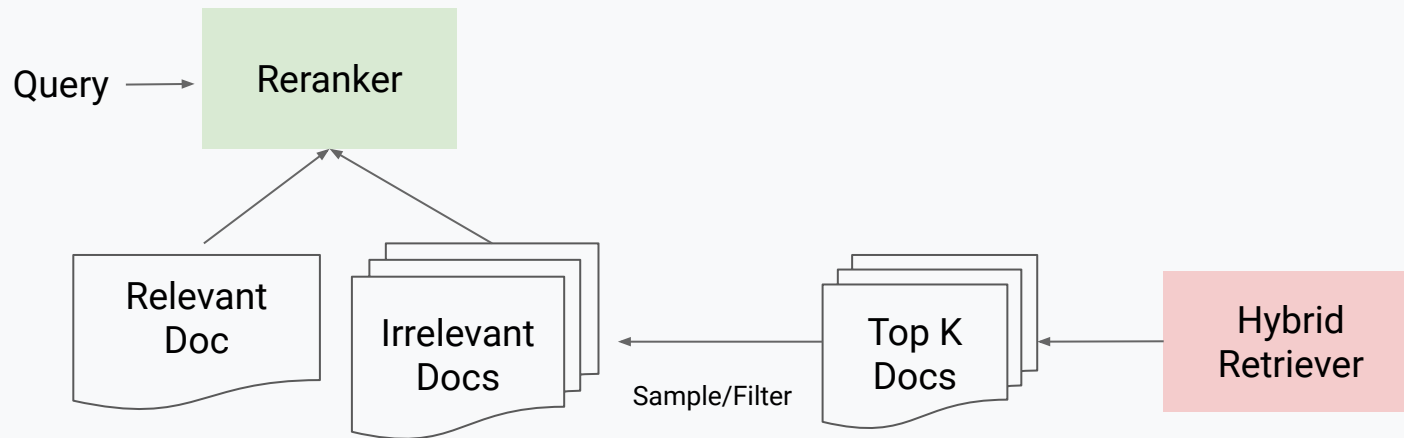 Query
Reranker
Relevant
Doc
Irrelevant
Docs
Sample/Filter
Top K
Docs
Hybrid
Retriever